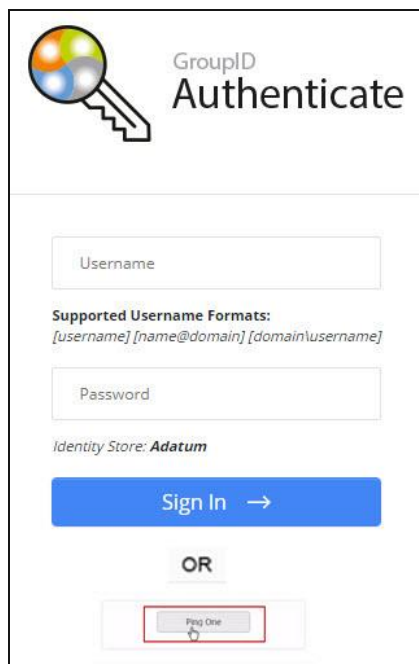 GroupID
Authenticate
Username
Supported Username Formats:
[username] [name@domain] [domain\username]
Password
Identity Store: Adatum
Sign In →
OR
Ping One